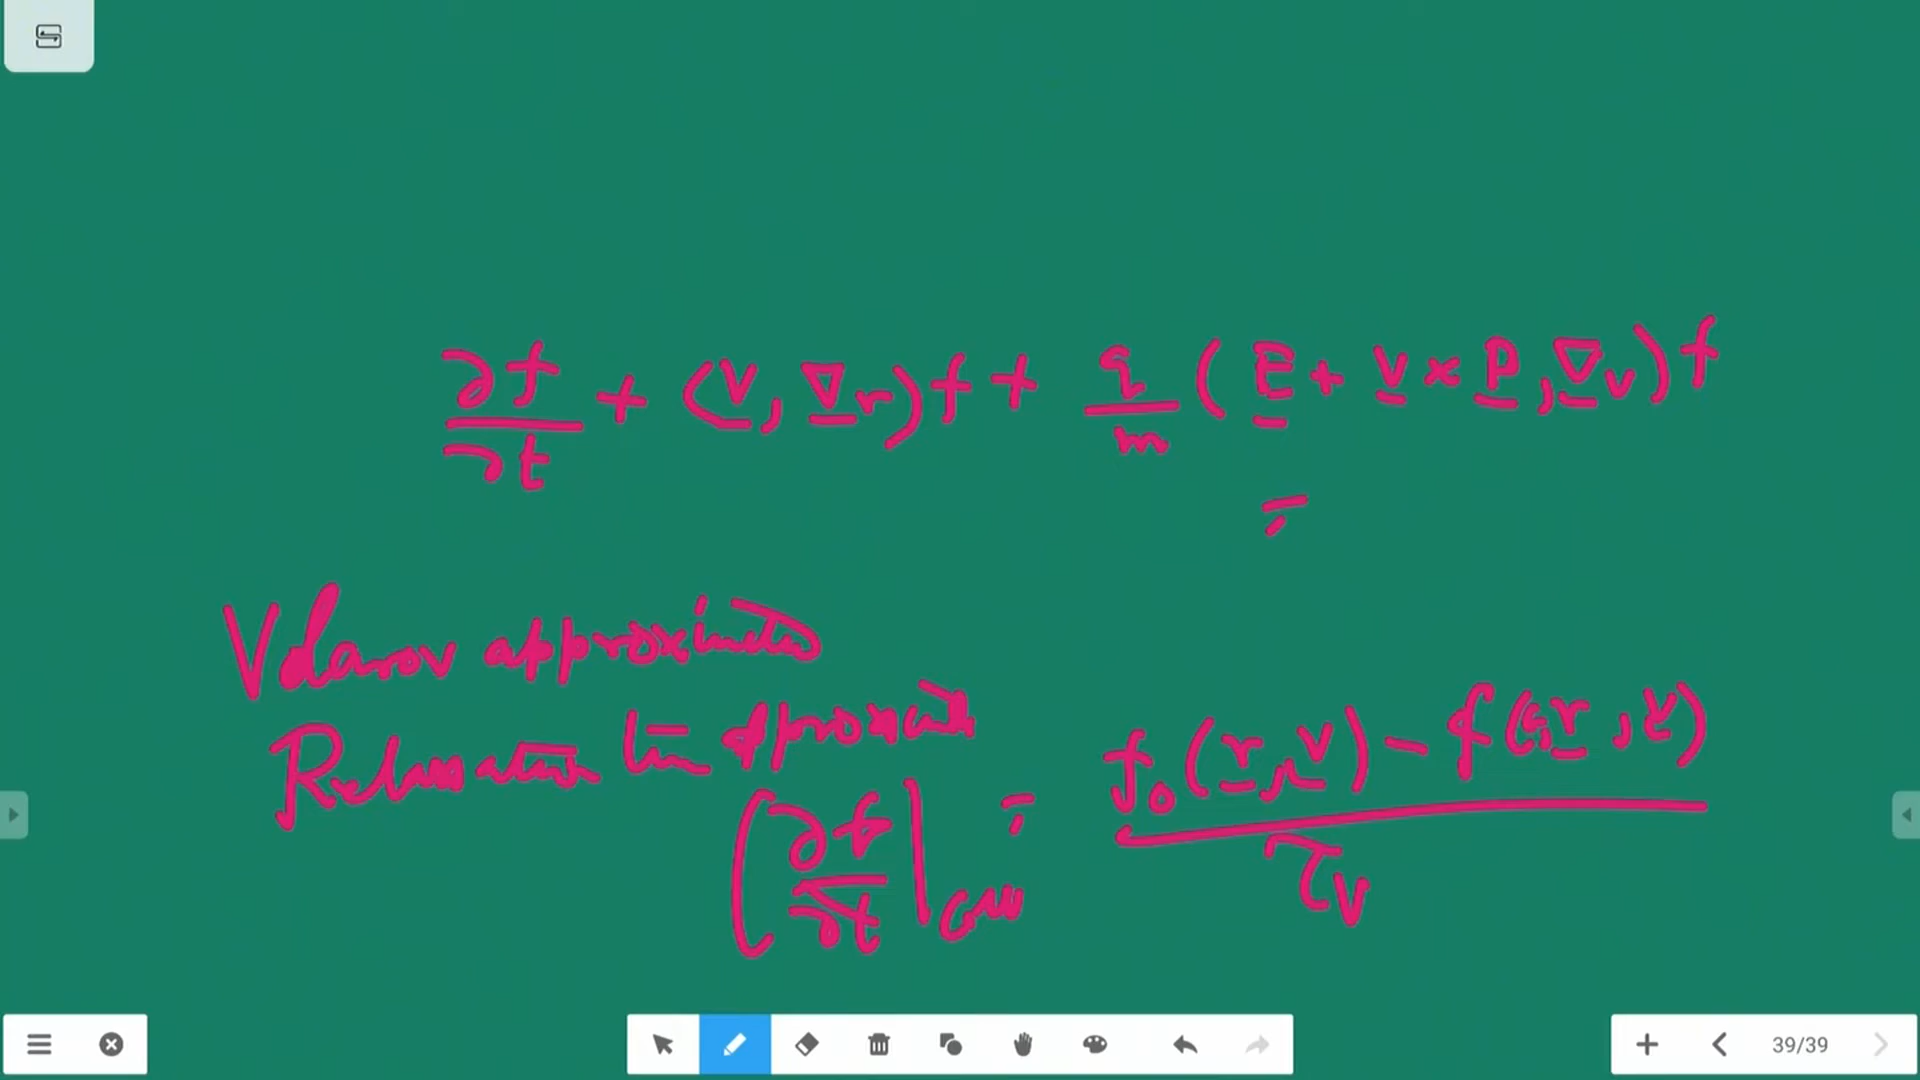 ∂f/∂t + (V, ∇r)f + q/m (E + V × B, ∇v) f
=
Vlasov approximation
Relaxation time approximation
(∂f/∂t)coll = f₀(r, V) − f(r, v) / τv
39/39